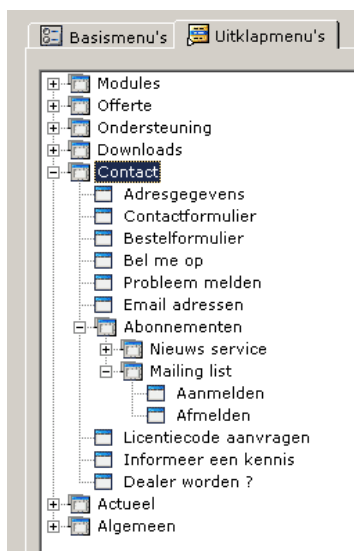 Basismenu's Uitklapmenu's
Modules
Offerte
Ondersteuning
Downloads
Contact
Adresgegevens
Contactformulier
Bestelformulier
Bel me op
Probleem melden
Email adressen
Abonnementen
Nieuws service
Mailing list
Aanmelden
Afmelden
Licentiecode aanvragen
Informeer een kennis
Dealer worden ?
Actueel
Algemeen